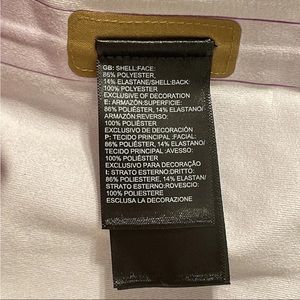 GB: SHELL:FACE:
86% POLYESTER,
14% ELASTANE/SHELL:BACK:
100% POLYESTER
EXCLUSIVE OF DECORATION
E: ARMAZÓN:SUPERFICIE:
86% POLIÉSTER, 14% ELASTANO/
ARMAZÓN:REVERSO:
100% POLIÉSTER
EXCLUSIVO DE DECORACIÓN
P: TECIDO PRINCIPAL:FACIAL:
86% POLIÉSTER, 14% ELASTANO/
TECIDO PRINCIPAL:AVESSO:
100% POLIÉSTER
EXCLUSIVO PARA DECORAÇÃO
I: STRATO ESTERNO:DRITTO:
86% POLIESTERE, 14% ELASTAN/
STRATO ESTERNO:ROVESCIO:
100% POLIESTERE
ESCLUSA LA DECORAZIONE